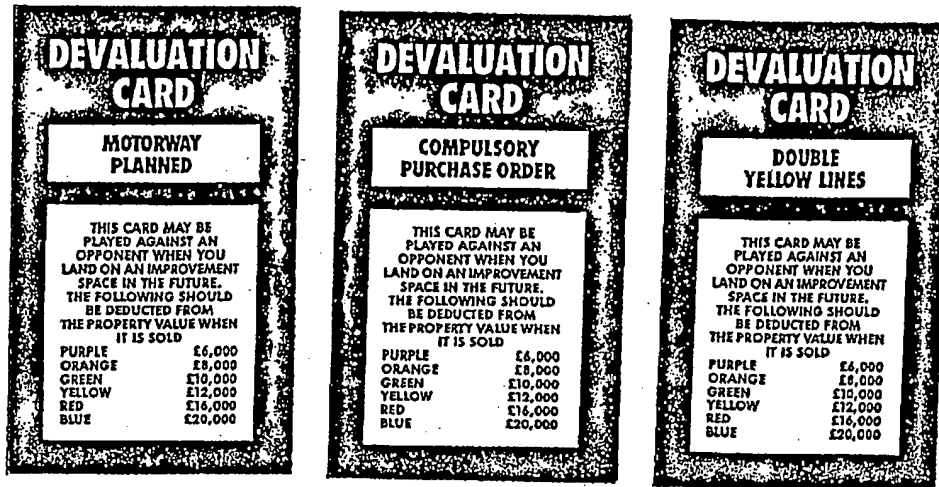 DEVALUATION
CARD
MOTORWAY
PLANNED
THIS CARD MAY BE
PLAYED AGAINST AN
OPPONENT WHEN YOU
LAND ON AN IMPROVEMENT
SPACE IN THE FUTURE.
THE FOLLOWING SHOULD
BE DEDUCTED FROM
THE PROPERTY VALUE WHEN
IT IS SOLD
PURPLE £6,000
ORANGE £8,000
GREEN £10,000
YELLOW £12,000
RED £16,000
BLUE £20,000
DEVALUATION
CARD
COMPULSORY
PURCHASE ORDER
THIS CARD MAY BE
PLAYED AGAINST AN
OPPONENT WHEN YOU
LAND ON AN IMPROVEMENT
SPACE IN THE FUTURE.
THE FOLLOWING SHOULD
BE DEDUCTED FROM
THE PROPERTY VALUE WHEN
IT IS SOLD
PURPLE £6,000
ORANGE £8,000
GREEN £10,000
YELLOW £12,000
RED £16,000
BLUE £20,000
DEVALUATION
CARD
DOUBLE
YELLOW LINES
THIS CARD MAY BE
PLAYED AGAINST AN
OPPONENT WHEN YOU
LAND ON AN IMPROVEMENT
SPACE IN THE FUTURE.
THE FOLLOWING SHOULD
BE DEDUCTED FROM
THE PROPERTY VALUE WHEN
IT IS SOLD
PURPLE £6,000
ORANGE £8,000
GREEN £10,000
YELLOW £12,000
RED £16,000
BLUE £20,000